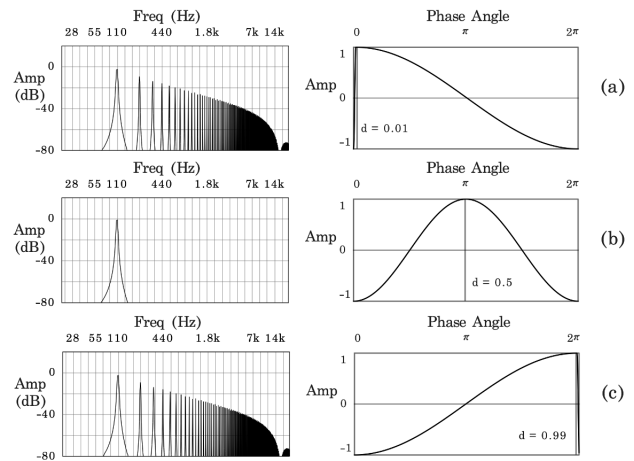 Freq (Hz)
28 55 110 440 1.8k 7k 14k
Amp
(dB)
0
−40
−80
Phase Angle
0 π 2π
Amp
1
0
-1
d = 0.01
(a)
Freq (Hz)
28 55 110 440 1.8k 7k 14k
Amp
(dB)
0
−40
−80
Phase Angle
0 π 2π
Amp
1
0
-1
d = 0.5
(b)
Freq (Hz)
28 55 110 440 1.8k 7k 14k
Amp
(dB)
0
−40
−80
Phase Angle
0 π 2π
Amp
1
0
-1
d = 0.99
(c)